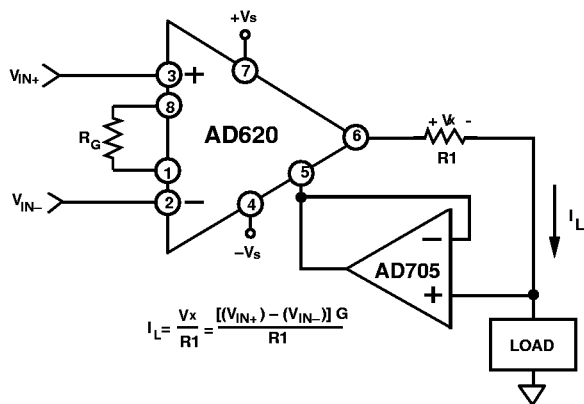 +Vs
VIN+
3
+
7
8
RG
AD620
6
+ Vx -
R1
1
5
VIN–
2
–
4
–Vs
IL
–
AD705
+
IL= Vx/R1 = [(VIN+) – (VIN–)] G/R1
LOAD